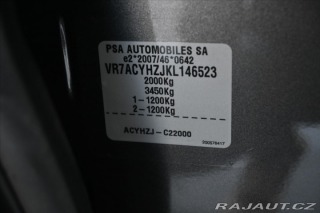 PSA AUTOMOBILES SA
e2*2007/46*0642
VR7ACYHZJKL146523
2000Kg
3450Kg
1-1200Kg
2-1200Kg
ACYHZJ-C22000
RAJAUT.CZ